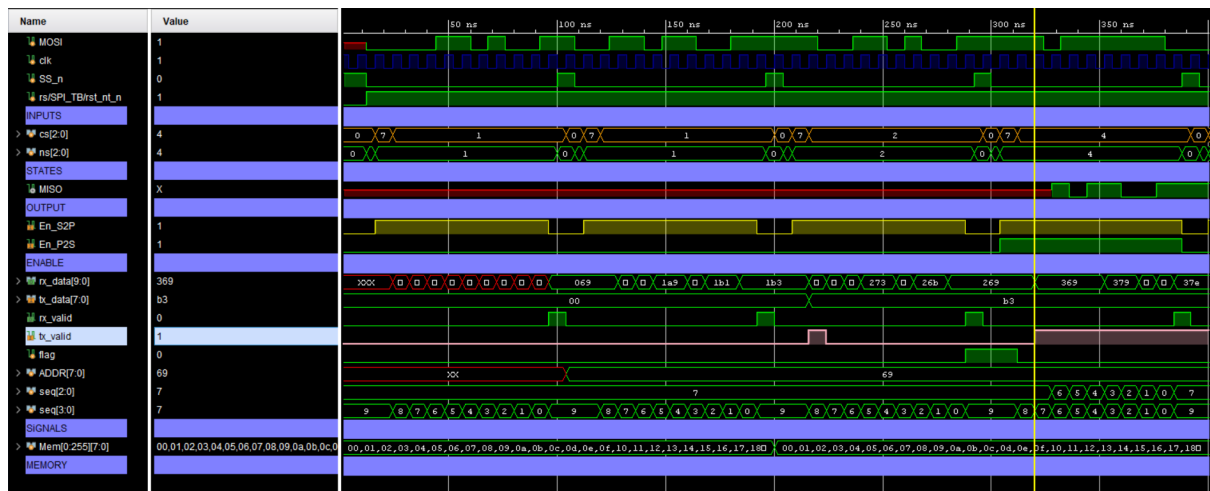 Name Value |50 ns |100 ns |150 ns |200 ns |250 ns |300 ns |350 ns
MOSI 1
clk 1
SS_n 0
rs/SPI_TB/rst_nt_n 1
INPUTS
cs[2:0] 4 0 7 1 0 7 1 0 7 2 0 7 4 0
ns[2:0] 4 0 1 0 1 0 2 0 4 0
STATES
MISO X
OUTPUT
En_S2P 1
En_P2S 1
ENABLE
rx_data[9:0] 369 XXX 069 1a9 1b1 1b3 273 26b 269 369 379 37e
tx_data[7:0] b3 00 b3
rx_valid 0
tx_valid 1
flag 0
ADDR[7:0] 69 XX 69
seq[2:0] 7 7 6 5 4 3 2 1 0 7
seq[3:0] 7 9 8 7 6 5 4 3 2 1 0 9 8 7 6 5 4 3 2 1 0 9 8 7 6 5 4 3 2 1 0 9 8 7 6 5 4 3 2 1 0 9
SIGNALS
Mem[0:255][7:0] 00,01,02,03,04,05,06,07,08,09,0a,0b,0c,0 00,01,02,03,04,05,06,07,08,09,0a,0b,0c,0d,0e,0f,10,11,12,13,14,15,16,17,18 00,01,02,03,04,05,06,07,08,09,0a,0b,0c,0d,0e,0f,10,11,12,13,14,15,16,17,18
MEMORY